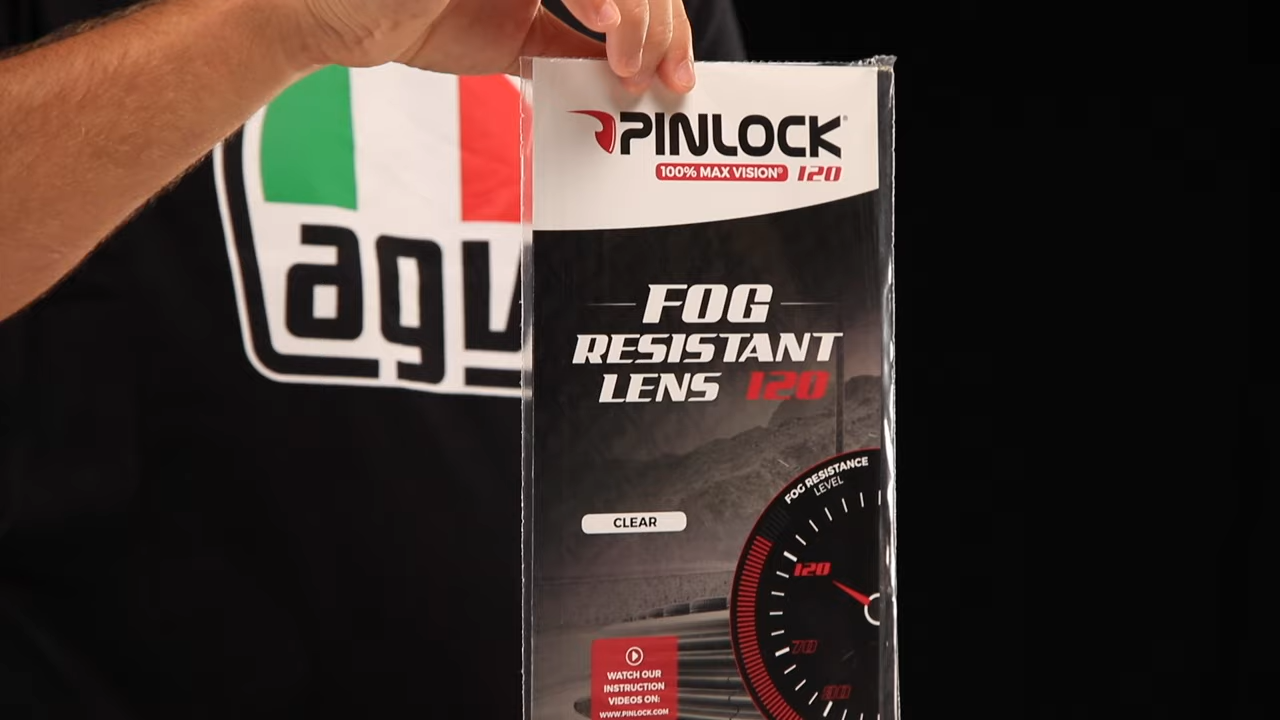 agv
PINLOCK®
100% MAX VISION® 120
FOG
RESISTANT
LENS 120
FOG RESISTANCE
LEVEL
CLEAR
120
70
30
WATCH OUR
INSTRUCTION
VIDEOS ON:
WWW.PINLOCK.COM